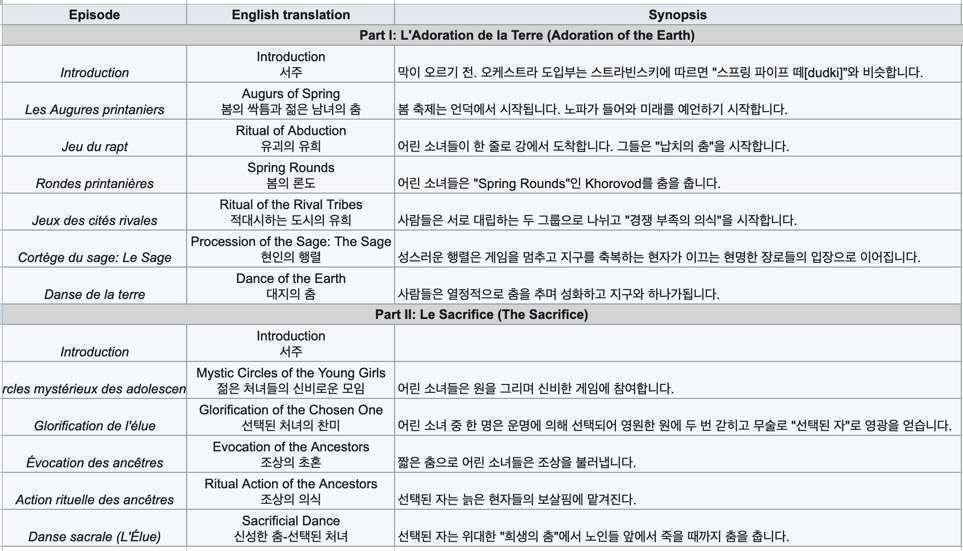 Episode English translation Synopsis
Part I: L'Adoration de la Terre (Adoration of the Earth)
Introduction
Introduction 서주 막이 오르기 전. 오케스트라 도입부는 스트라빈스키에 따르면 "스프링 파이프 떼[dudki]"와 비슷합니다.
Augurs of Spring
Les Augures printaniers 봄의 싹틈과 젊은 남녀의 춤 봄 축제는 언덕에서 시작됩니다. 노파가 들어와 미래를 예언하기 시작합니다.
Ritual of Abduction
Jeu du rapt 유괴의 유희 어린 소녀들이 한 줄로 강에서 도착합니다. 그들은 "납치의 춤"을 시작합니다.
Spring Rounds
Rondes printanières 봄의 론도 어린 소녀들은 "Spring Rounds"인 Khorovod를 춤을 춥니다.
Ritual of the Rival Tribes
Jeux des cités rivales 적대시하는 도시의 유희 사람들은 서로 대립하는 두 그룹으로 나뉘고 "경쟁 부족의 의식"을 시작합니다.
Procession of the Sage: The Sage
Cortège du sage: Le Sage 현인의 행렬 성스러운 행렬은 게임을 멈추고 지구를 축복하는 현자가 이끄는 현명한 장로들의 입장으로 이어집니다.
Dance of the Earth
Danse de la terre 대지의 춤 사람들은 열정적으로 춤을 추며 성화하고 지구와 하나가됩니다.
Part II: Le Sacrifice (The Sacrifice)
Introduction
Introduction 서주
Mystic Circles of the Young Girls
rcles mystérieux des adolescen 젊은 처녀들의 신비로운 모임 어린 소녀들은 원을 그리며 신비한 게임에 참여합니다.
Glorification of the Chosen One
Glorification de l'élue 선택된 처녀의 찬미 어린 소녀 중 한 명은 운명에 의해 선택되어 영원한 원에 두 번 갇히고 무술로 "선택된 자"로 영광을 얻습니다.
Evocation of the Ancestors
Évocation des ancêtres 조상의 초혼 짧은 춤으로 어린 소녀들은 조상을 불러냅니다.
Ritual Action of the Ancestors
Action rituelle des ancêtres 조상의 의식 선택된 자는 늙은 현자들의 보살핌에 맡겨진다.
Sacrificial Dance
Danse sacrale (L'Élue) 신성한 춤-선택된 처녀 선택된 자는 위대한 "희생의 춤"에서 노인들 앞에서 죽을 때까지 춤을 춥니다.